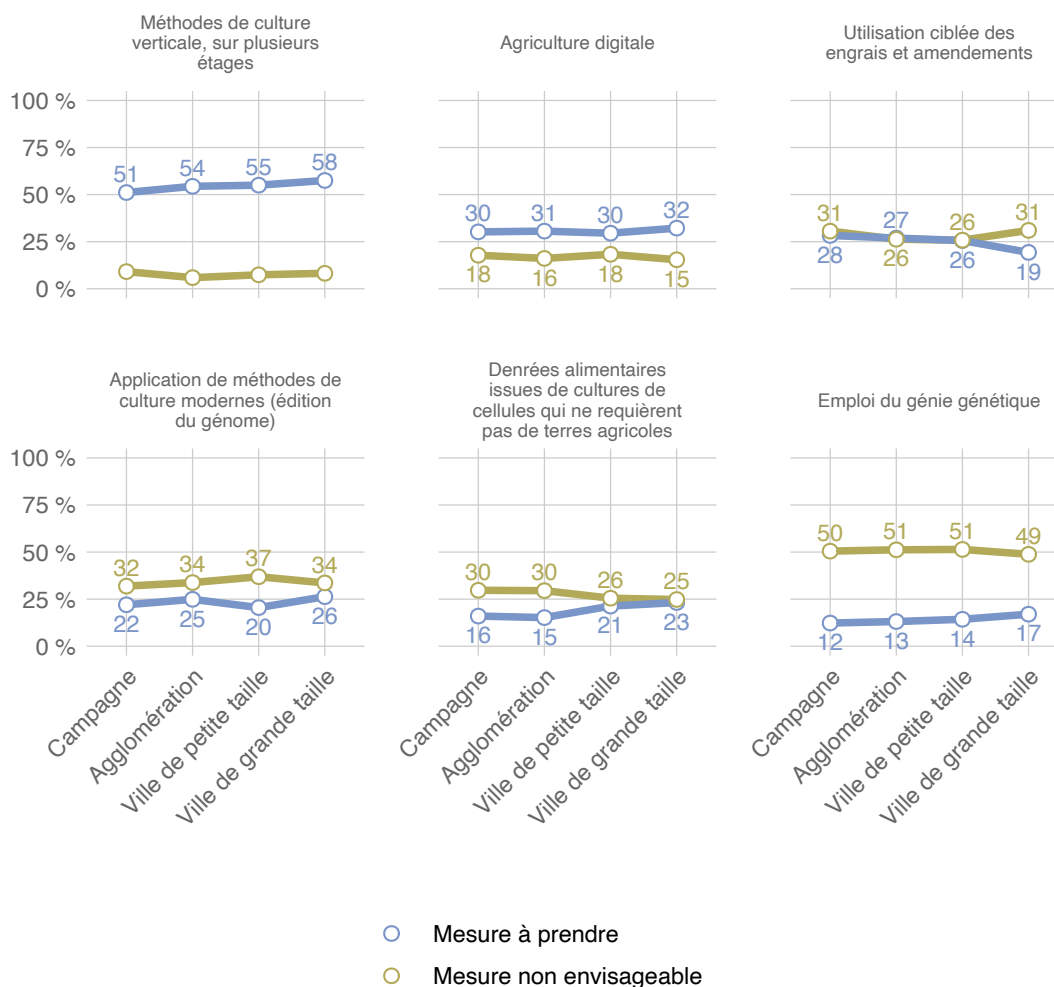 Méthodes de culture
verticale, sur plusieurs
étages
Agriculture digitale
Utilisation ciblée des
engrais et amendements
100 %
75 %
50 %
25 %
0 %
51
54
55
58
30
31
30
32
18
16
18
15
31
27
26
31
28
26
26
19
Application de méthodes de
culture modernes (édition
du génome)
Denrées alimentaires
issues de cultures de
cellules qui ne requièrent
pas de terres agricoles
Emploi du génie génétique
100 %
75 %
50 %
25 %
0 %
32
34
37
34
22
25
20
26
30
30
26
25
16
15
21
23
50
51
51
49
12
13
14
17
Campagne
Agglomération
Ville de petite taille
Ville de grande taille
Campagne
Agglomération
Ville de petite taille
Ville de grande taille
Campagne
Agglomération
Ville de petite taille
Ville de grande taille
Mesure à prendre
Mesure non envisageable